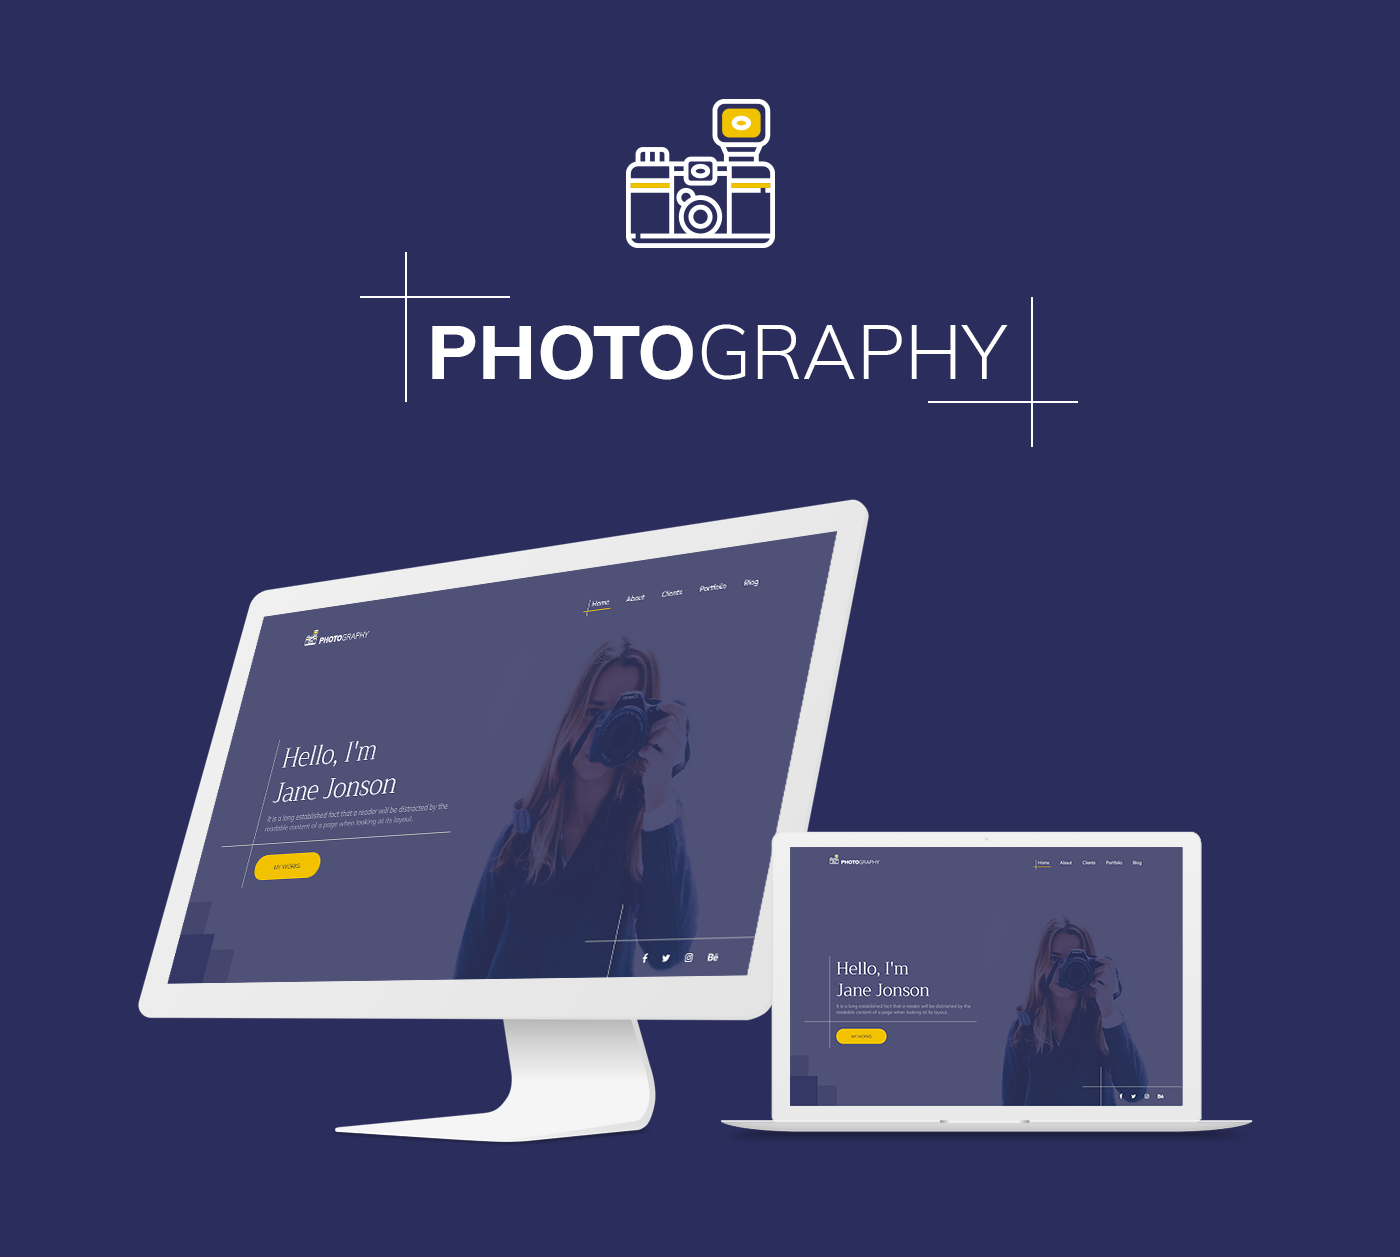 PHOTOGRAPHY
PHOTOGRAPHY
Home About Clients Portfolio Blog
Hello, I'm
Jane Jonson
It is a long established fact that a reader will be distracted by the
readable content of a page when looking at its layout.
MY WORKS
Bē
PHOTOGRAPHY
Home About Clients Portfolio Blog
Hello, I'm
Jane Jonson
It is a long established fact that a reader will be distracted by the
readable content of a page when looking at its layout.
MY WORKS
Bē